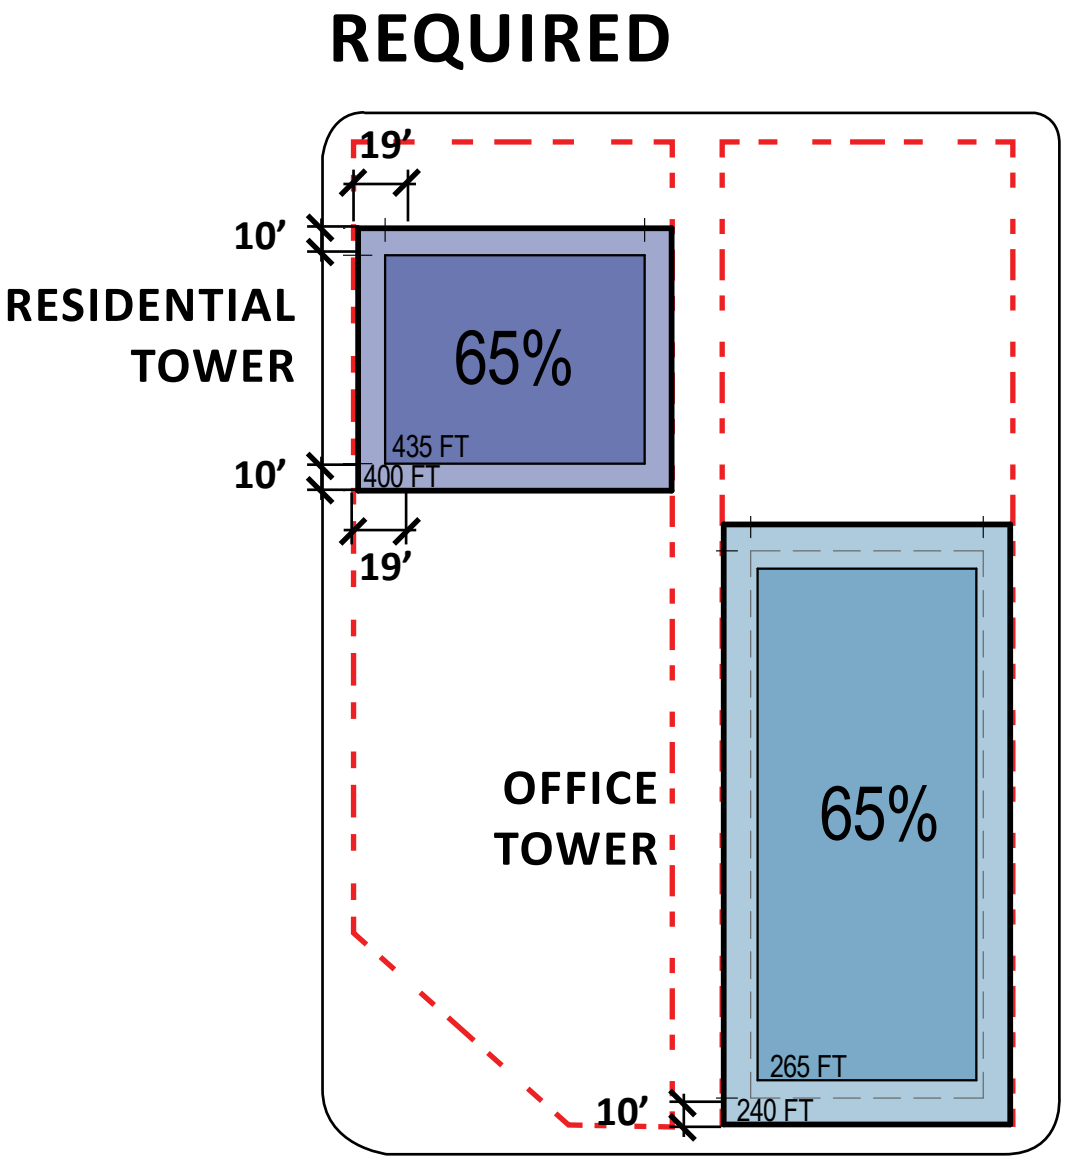 REQUIRED
19’
10’
RESIDENTIAL
TOWER
65%
435 FT
10’
400 FT
19’
OFFICE
TOWER
65%
265 FT
10’
240 FT